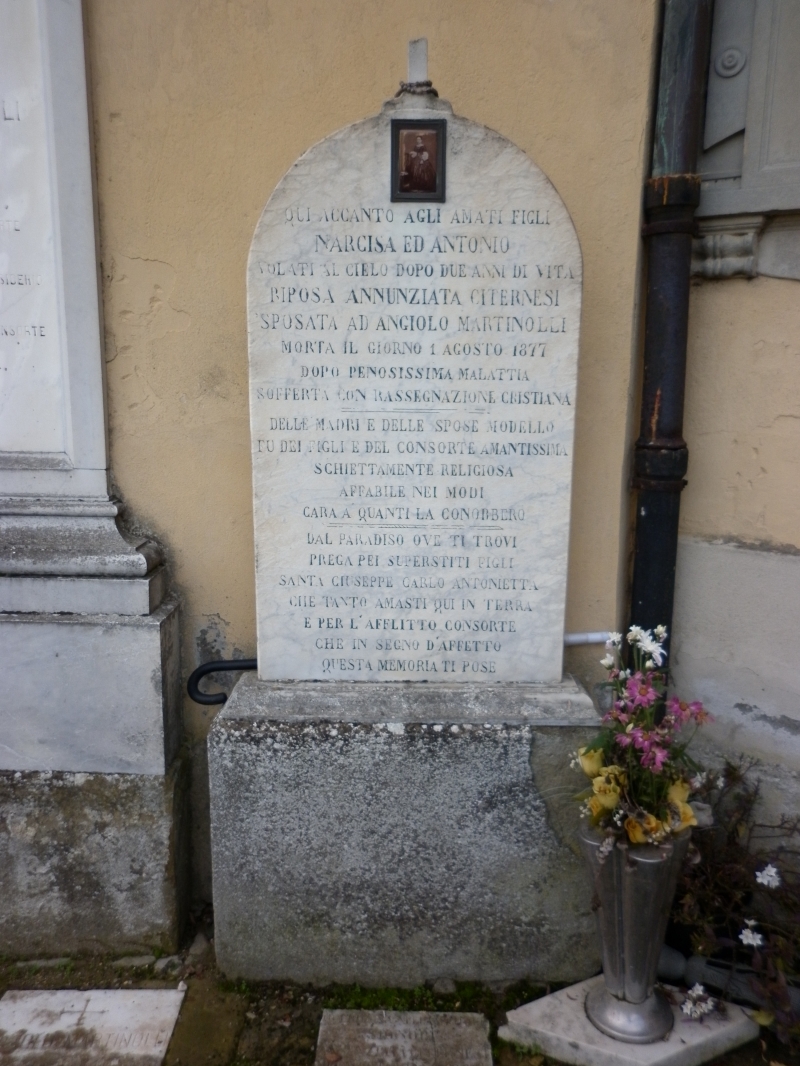 QUI ACCANTO AGLI AMATI FIGLI
NARCISA ED ANTONIO
VOLATI AL CIELO DOPO DUE ANNI DI VITA
RIPOSA ANNUNZIATA CITERNESI
SPOSATA AD ANGIOLO MARTINOLLI
MORTA IL GIORNO 1 AGOSTO 1877
DOPO PENOSISSIMA MALATTIA
SOFFERTA CON RASSEGNAZIONE CRISTIANA
DELLE MADRI E DELLE SPOSE MODELLO
FU DEI FIGLI E DEL CONSORTE AMANTISSIMA
SCHIETTAMENTE RELIGIOSA
AFFABILE NEI MODI
CARA A' QUANTI LA CONOBBERO
DAL PARADISO OVE TI TROVI
PREGA PEI SUPERSTITI FIGLI
SANTA GIUSEPPE CARLO ANTONIETTA
CHE TANTO AMASTI QUI IN TERRA
E PER L'AFFLITTO CONSORTE
CHE IN SEGNO D'AFFETTO
QUESTA MEMORIA TI POSE